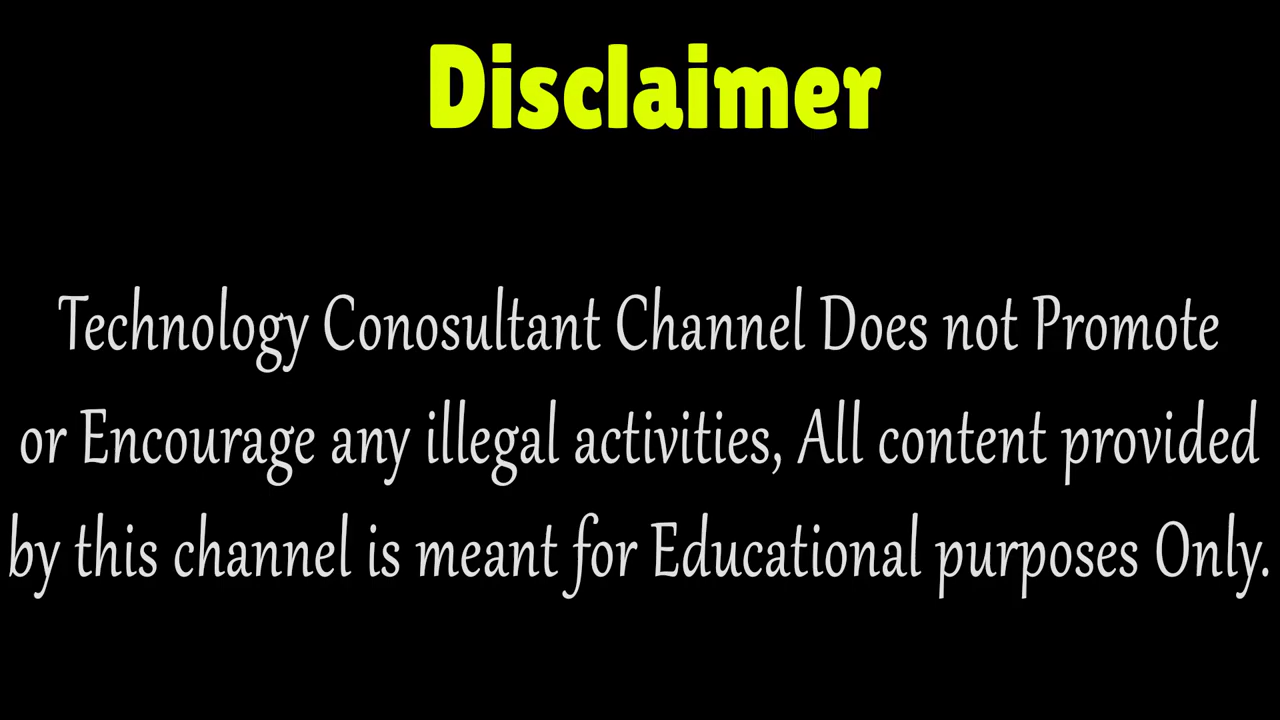 Disclaimer
Technology Conosultant Channel Does not Promote
or Encourage any illegal activities, All content provided
by this channel is meant for Educational purposes Only.